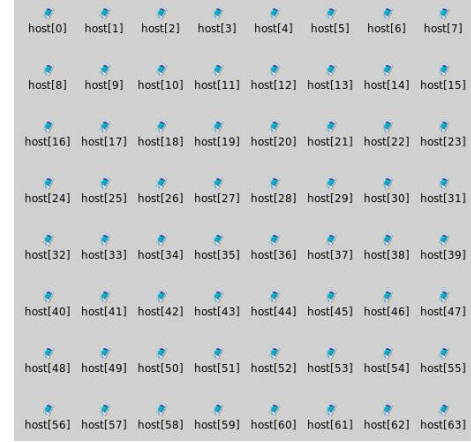 host[0] host[1] host[2] host[3] host[4] host[5] host[6] host[7]
host[8] host[9] host[10] host[11] host[12] host[13] host[14] host[15]
host[16] host[17] host[18] host[19] host[20] host[21] host[22] host[23]
host[24] host[25] host[26] host[27] host[28] host[29] host[30] host[31]
host[32] host[33] host[34] host[35] host[36] host[37] host[38] host[39]
host[40] host[41] host[42] host[43] host[44] host[45] host[46] host[47]
host[48] host[49] host[50] host[51] host[52] host[53] host[54] host[55]
host[56] host[57] host[58] host[59] host[60] host[61] host[62] host[63]